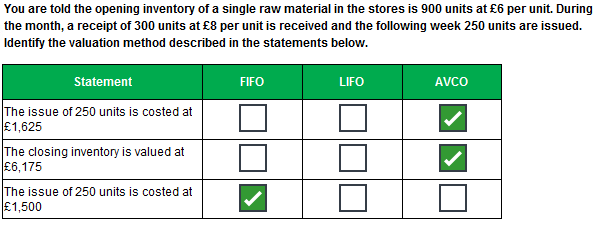 You are told the opening inventory of a single raw material in the stores is 900 units at £6 per unit. During
the month, a receipt of 300 units at £8 per unit is received and the following week 250 units are issued.
Identify the valuation method described in the statements below.
Statement FIFO LIFO AVCO
The issue of 250 units is costed at
£1,625
The closing inventory is valued at
£6,175
The issue of 250 units is costed at
£1,500